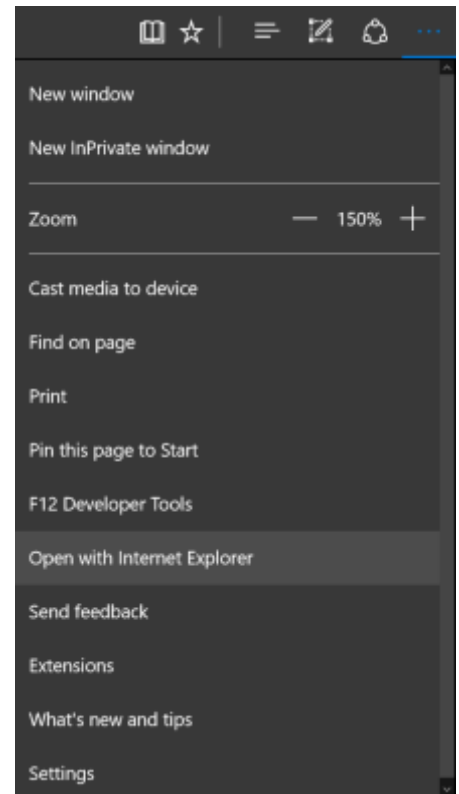 New window
New InPrivate window
Zoom — 150% +
Cast media to device
Find on page
Print
Pin this page to Start
F12 Developer Tools
Open with Internet Explorer
Send feedback
Extensions
What's new and tips
Settings